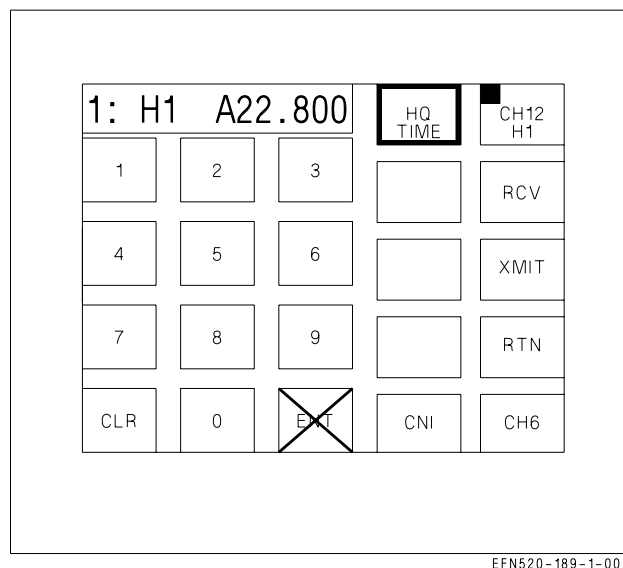 1: H1 A22.800
HQ
TIME
CH12
H1
1 2 3
RCV
4 5 6
XMIT
7 8 9
RTN
CLR 0 ENT
CNI
CH6
EFN520-189-1-001